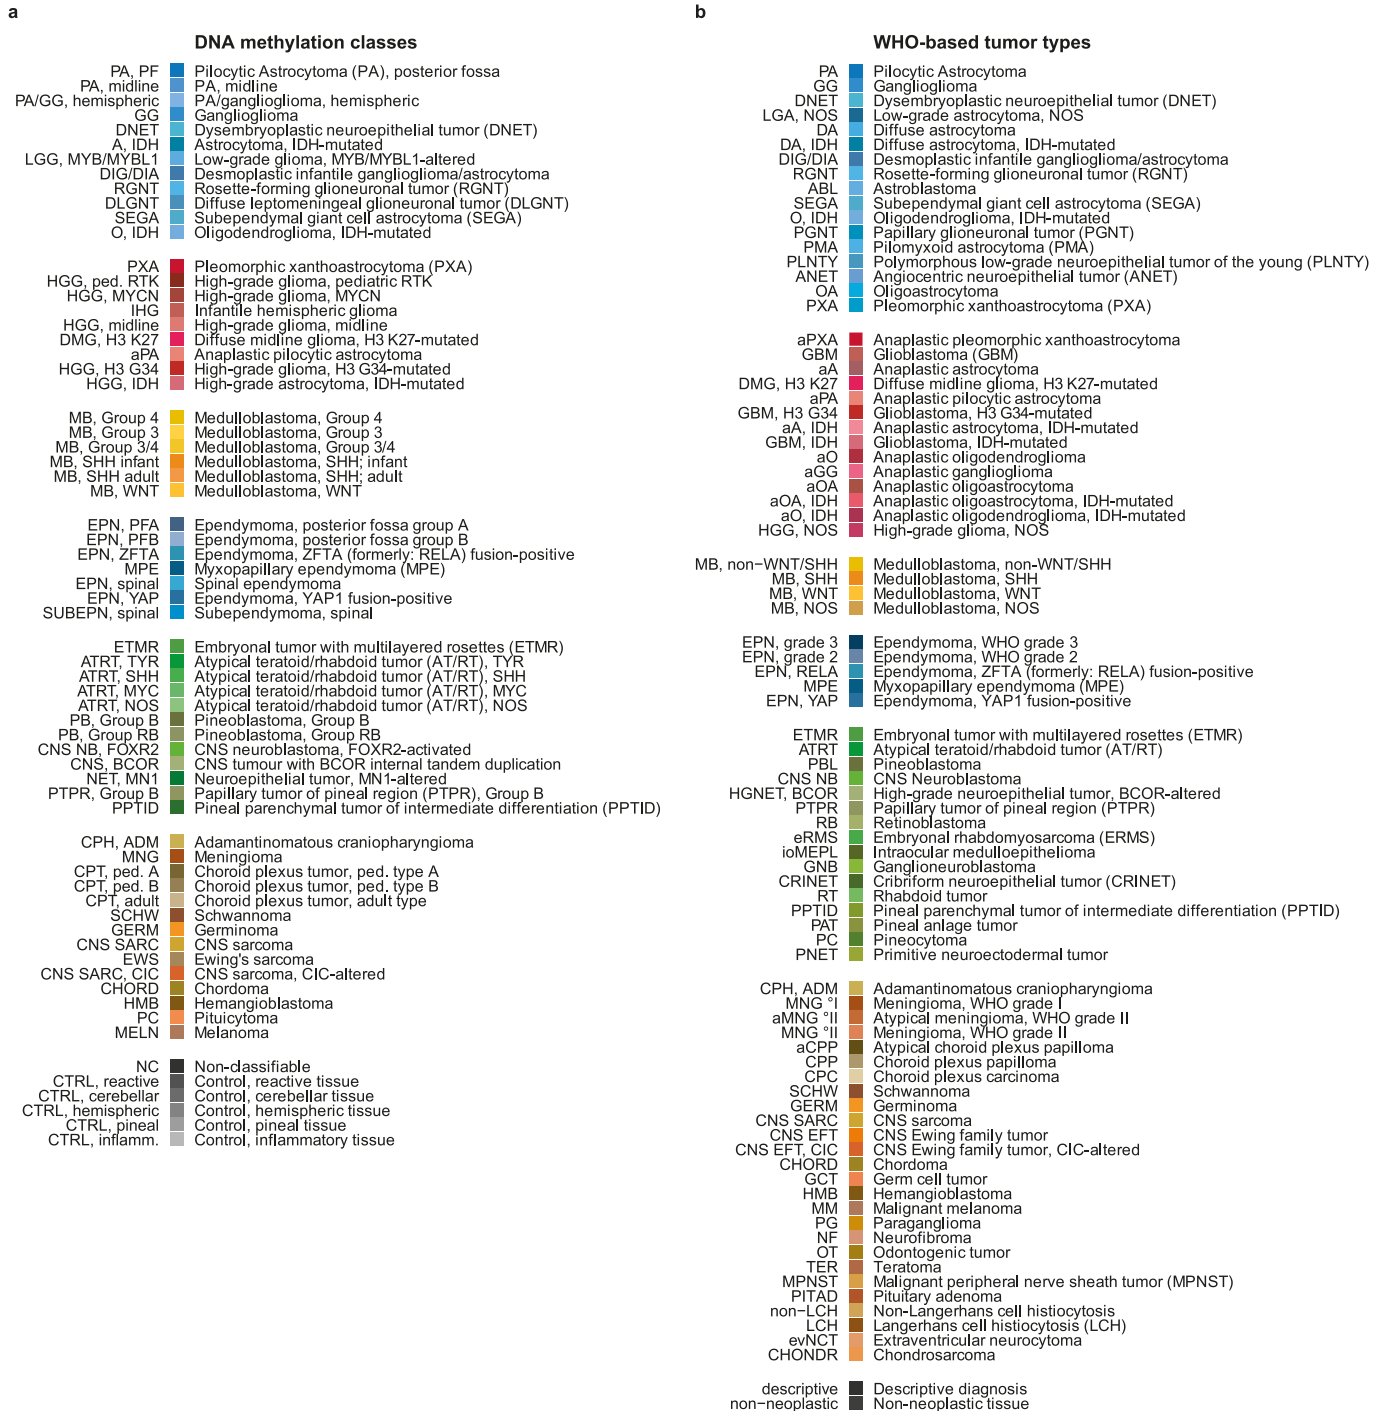 a
DNA methylation classes
PA, PF Pilocytic Astrocytoma (PA), posterior fossa
PA, midline PA, midline
PA/GG, hemispheric PA/ganglioglioma, hemispheric
GG Ganglioglioma
DNET Dysembryoplastic neuroepithelial tumor (DNET)
A, IDH Astrocytoma, IDH-mutated
LGG, MYB/MYBL1 Low-grade glioma, MYB/MYBL1-altered
DIG/DIA Desmoplastic infantile ganglioglioma/astrocytoma
RGNT Rosette-forming glioneuronal tumor (RGNT)
DLGNT Diffuse leptomeningeal glioneuronal tumor (DLGNT)
SEGA Subependymal giant cell astrocytoma (SEGA)
O, IDH Oligodendroglioma, IDH-mutated
PXA Pleomorphic xanthoastrocytoma (PXA)
HGG, ped. RTK High-grade glioma, pediatric RTK
HGG, MYCN High-grade glioma, MYCN
IHG Infantile hemispheric glioma
HGG, midline High-grade glioma, midline
DMG, H3 K27 Diffuse midline glioma, H3 K27-mutated
aPA Anaplastic pilocytic astrocytoma
HGG, H3 G34 High-grade glioma, H3 G34-mutated
HGG, IDH High-grade astrocytoma, IDH-mutated
MB, Group 4 Medulloblastoma, Group 4
MB, Group 3 Medulloblastoma, Group 3
MB, Group 3/4 Medulloblastoma, Group 3/4
MB, SHH infant Medulloblastoma, SHH; infant
MB, SHH adult Medulloblastoma, SHH; adult
MB, WNT Medulloblastoma, WNT
EPN, PFA Ependymoma, posterior fossa group A
EPN, PFB Ependymoma, posterior fossa group B
EPN, ZFTA Ependymoma, ZFTA (formerly: RELA) fusion-positive
MPE Myxopapillary ependymoma (MPE)
EPN, spinal Spinal ependymoma
EPN, YAP Ependymoma, YAP1 fusion-positive
SUBEPN, spinal Subependymoma, spinal
ETMR Embryonal tumor with multilayered rosettes (ETMR)
ATRT, TYR Atypical teratoid/rhabdoid tumor (AT/RT), TYR
ATRT, SHH Atypical teratoid/rhabdoid tumor (AT/RT), SHH
ATRT, MYC Atypical teratoid/rhabdoid tumor (AT/RT), MYC
ATRT, NOS Atypical teratoid/rhabdoid tumor (AT/RT), NOS
PB, Group B Pineoblastoma, Group B
PB, Group RB Pineoblastoma, Group RB
CNS NB, FOXR2 CNS neuroblastoma, FOXR2-activated
CNS, BCOR CNS tumour with BCOR internal tandem duplication
NET, MN1 Neuroepithelial tumor, MN1-altered
PTPR, Group B Papillary tumor of pineal region (PTPR), Group B
PPTID Pineal parenchymal tumor of intermediate differentiation (PPTID)
CPH, ADM Adamantinomatous craniopharyngioma
MNG Meningioma
CPT, ped. A Choroid plexus tumor, ped. type A
CPT, ped. B Choroid plexus tumor, ped. type B
CPT, adult Choroid plexus tumor, adult type
SCHW Schwannoma
GERM Germinoma
CNS SARC CNS sarcoma
EWS Ewing's sarcoma
CNS SARC, CIC CNS sarcoma, CIC-altered
CHORD Chordoma
HMB Hemangioblastoma
PC Pituicytoma
MELN Melanoma
NC Non-classifiable
CTRL, reactive Control, reactive tissue
CTRL, cerebellar Control, cerebellar tissue
CTRL, hemispheric Control, hemispheric tissue
CTRL, pineal Control, pineal tissue
CTRL, inflamm. Control, inflammatory tissue
b
WHO-based tumor types
PA Pilocytic Astrocytoma
GG Ganglioglioma
DNET Dysembryoplastic neuroepithelial tumor (DNET)
LGA, NOS Low-grade astrocytoma, NOS
DA Diffuse astrocytoma
DA, IDH Diffuse astrocytoma, IDH-mutated
DIG/DIA Desmoplastic infantile ganglioglioma/astrocytoma
RGNT Rosette-forming glioneuronal tumor (RGNT)
ABL Astroblastoma
SEGA Subependymal giant cell astrocytoma (SEGA)
O, IDH Oligodendroglioma, IDH-mutated
PGNT Papillary glioneuronal tumor (PGNT)
PMA Pilomyxoid astrocytoma (PMA)
PLNTY Polymorphous low-grade neuroepithelial tumor of the young (PLNTY)
ANET Angiocentric neuroepithelial tumor (ANET)
OA Oligoastrocytoma
PXA Pleomorphic xanthoastrocytoma (PXA)
aPXA Anaplastic pleomorphic xanthoastrocytoma
GBM Glioblastoma (GBM)
aA Anaplastic astrocytoma
DMG, H3 K27 Diffuse midline glioma, H3 K27-mutated
aPA Anaplastic pilocytic astrocytoma
GBM, H3 G34 Glioblastoma, H3 G34-mutated
aA, IDH Anaplastic astrocytoma, IDH-mutated
GBM, IDH Glioblastoma, IDH-mutated
aO Anaplastic oligodendroglioma
aGG Anaplastic ganglioglioma
aOA Anaplastic oligoastrocytoma
aOA, IDH Anaplastic oligoastrocytoma, IDH-mutated
aO, IDH Anaplastic oligodendroglioma, IDH-mutated
HGG, NOS High-grade glioma, NOS
MB, non−WNT/SHH Medulloblastoma, non-WNT/SHH
MB, SHH Medulloblastoma, SHH
MB, WNT Medulloblastoma, WNT
MB, NOS Medulloblastoma, NOS
EPN, grade 3 Ependymoma, WHO grade 3
EPN, grade 2 Ependymoma, WHO grade 2
EPN, RELA Ependymoma, ZFTA (formerly: RELA) fusion-positive
MPE Myxopapillary ependymoma (MPE)
EPN, YAP Ependymoma, YAP1 fusion-positive
ETMR Embryonal tumor with multilayered rosettes (ETMR)
ATRT Atypical teratoid/rhabdoid tumor (AT/RT)
PBL Pineoblastoma
CNS NB CNS Neuroblastoma
HGNET, BCOR High-grade neuroepithelial tumor, BCOR-altered
PTPR Papillary tumor of pineal region (PTPR)
RB Retinoblastoma
eRMS Embryonal rhabdomyosarcoma (ERMS)
ioMEPL Intraocular medulloepithelioma
GNB Ganglioneuroblastoma
CRINET Cribriform neuroepithelial tumor (CRINET)
RT Rhabdoid tumor
PPTID Pineal parenchymal tumor of intermediate differentiation (PPTID)
PAT Pineal anlage tumor
PC Pineocytoma
PNET Primitive neuroectodermal tumor
CPH, ADM Adamantinomatous craniopharyngioma
MNG °I Meningioma, WHO grade I
aMNG °II Atypical meningioma, WHO grade II
MNG °II Meningioma, WHO grade II
aCPP Atypical choroid plexus papilloma
CPP Choroid plexus papilloma
CPC Choroid plexus carcinoma
SCHW Schwannoma
GERM Germinoma
CNS SARC CNS sarcoma
CNS EFT CNS Ewing family tumor
CNS EFT, CIC CNS Ewing family tumor, CIC-altered
CHORD Chordoma
GCT Germ cell tumor
HMB Hemangioblastoma
MM Malignant melanoma
PG Paraganglioma
NF Neurofibroma
OT Odontogenic tumor
TER Teratoma
MPNST Malignant peripheral nerve sheath tumor (MPNST)
PITAD Pituitary adenoma
non−LCH Non-Langerhans cell histiocytosis
LCH Langerhans cell histiocytosis (LCH)
evNCT Extraventricular neurocytoma
CHONDR Chondrosarcoma
descriptive Descriptive diagnosis
non−neoplastic Non-neoplastic tissue